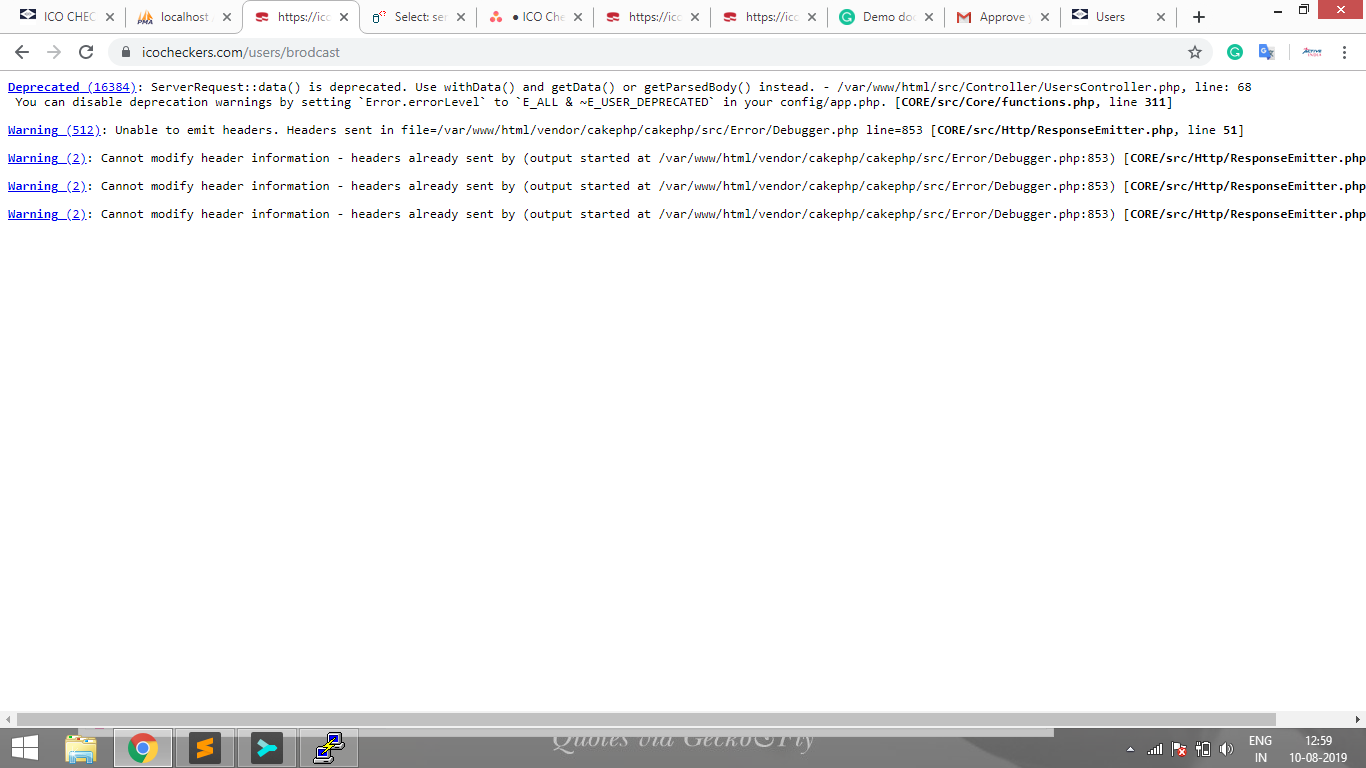 ICO CHEC
localhost
https://icc
Select: ser
● ICO Che
https://icc
https://icc
Demo doc
Approve y
Users
icocheckers.com/users/brodcast
Deprecated (16384): ServerRequest::data() is deprecated. Use withData() and getData() or getParsedBody() instead. - /var/www/html/src/Controller/UsersController.php, line: 68
You can disable deprecation warnings by setting `Error.errorLevel` to `E_ALL & ~E_USER_DEPRECATED` in your config/app.php. [CORE/src/Core/functions.php, line 311]
Warning (512): Unable to emit headers. Headers sent in file=/var/www/html/vendor/cakephp/cakephp/src/Error/Debugger.php line=853 [CORE/src/Http/ResponseEmitter.php, line 51]
Warning (2): Cannot modify header information - headers already sent by (output started at /var/www/html/vendor/cakephp/cakephp/src/Error/Debugger.php:853) [CORE/src/Http/ResponseEmitter.php
Warning (2): Cannot modify header information - headers already sent by (output started at /var/www/html/vendor/cakephp/cakephp/src/Error/Debugger.php:853) [CORE/src/Http/ResponseEmitter.php
Warning (2): Cannot modify header information - headers already sent by (output started at /var/www/html/vendor/cakephp/cakephp/src/Error/Debugger.php:853) [CORE/src/Http/ResponseEmitter.php
Quotes via Gecko&Fly
ENG
IN
12:59
10-08-2019